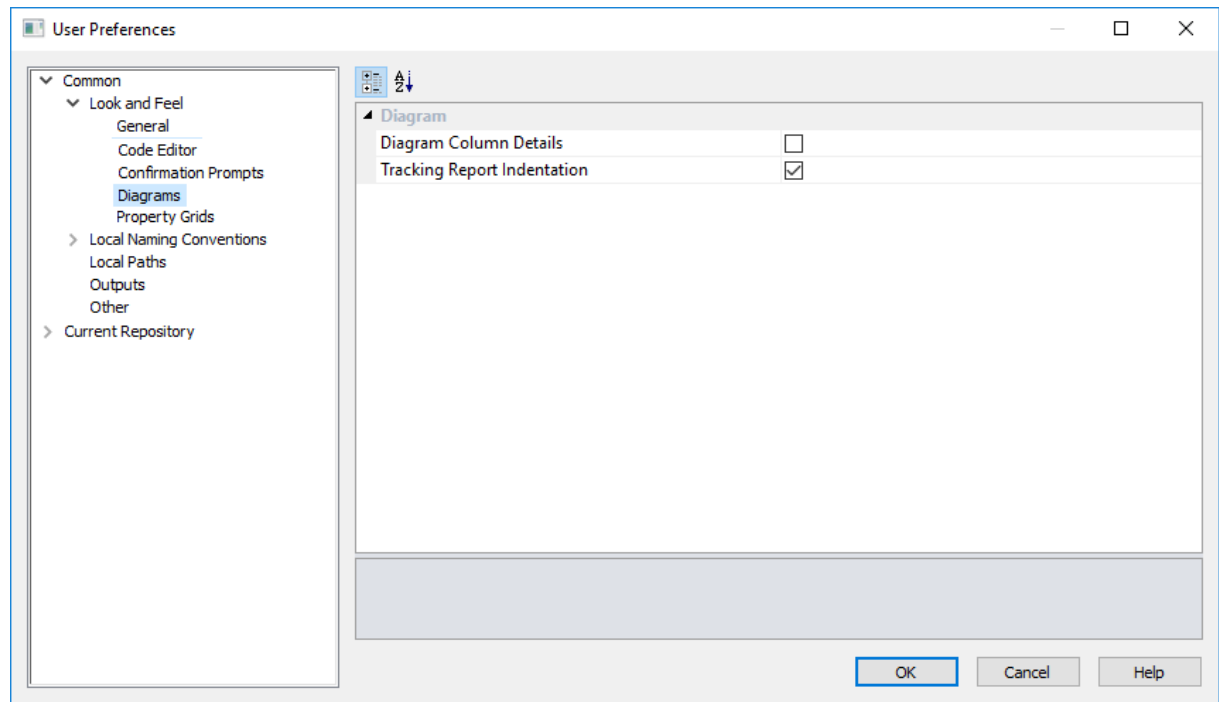 User Preferences
Common
Look and Feel
General
Code Editor
Confirmation Prompts
Diagrams
Property Grids
Local Naming Conventions
Local Paths
Outputs
Other
Current Repository
Diagram
Diagram Column Details
Tracking Report Indentation
OK
Cancel
Help